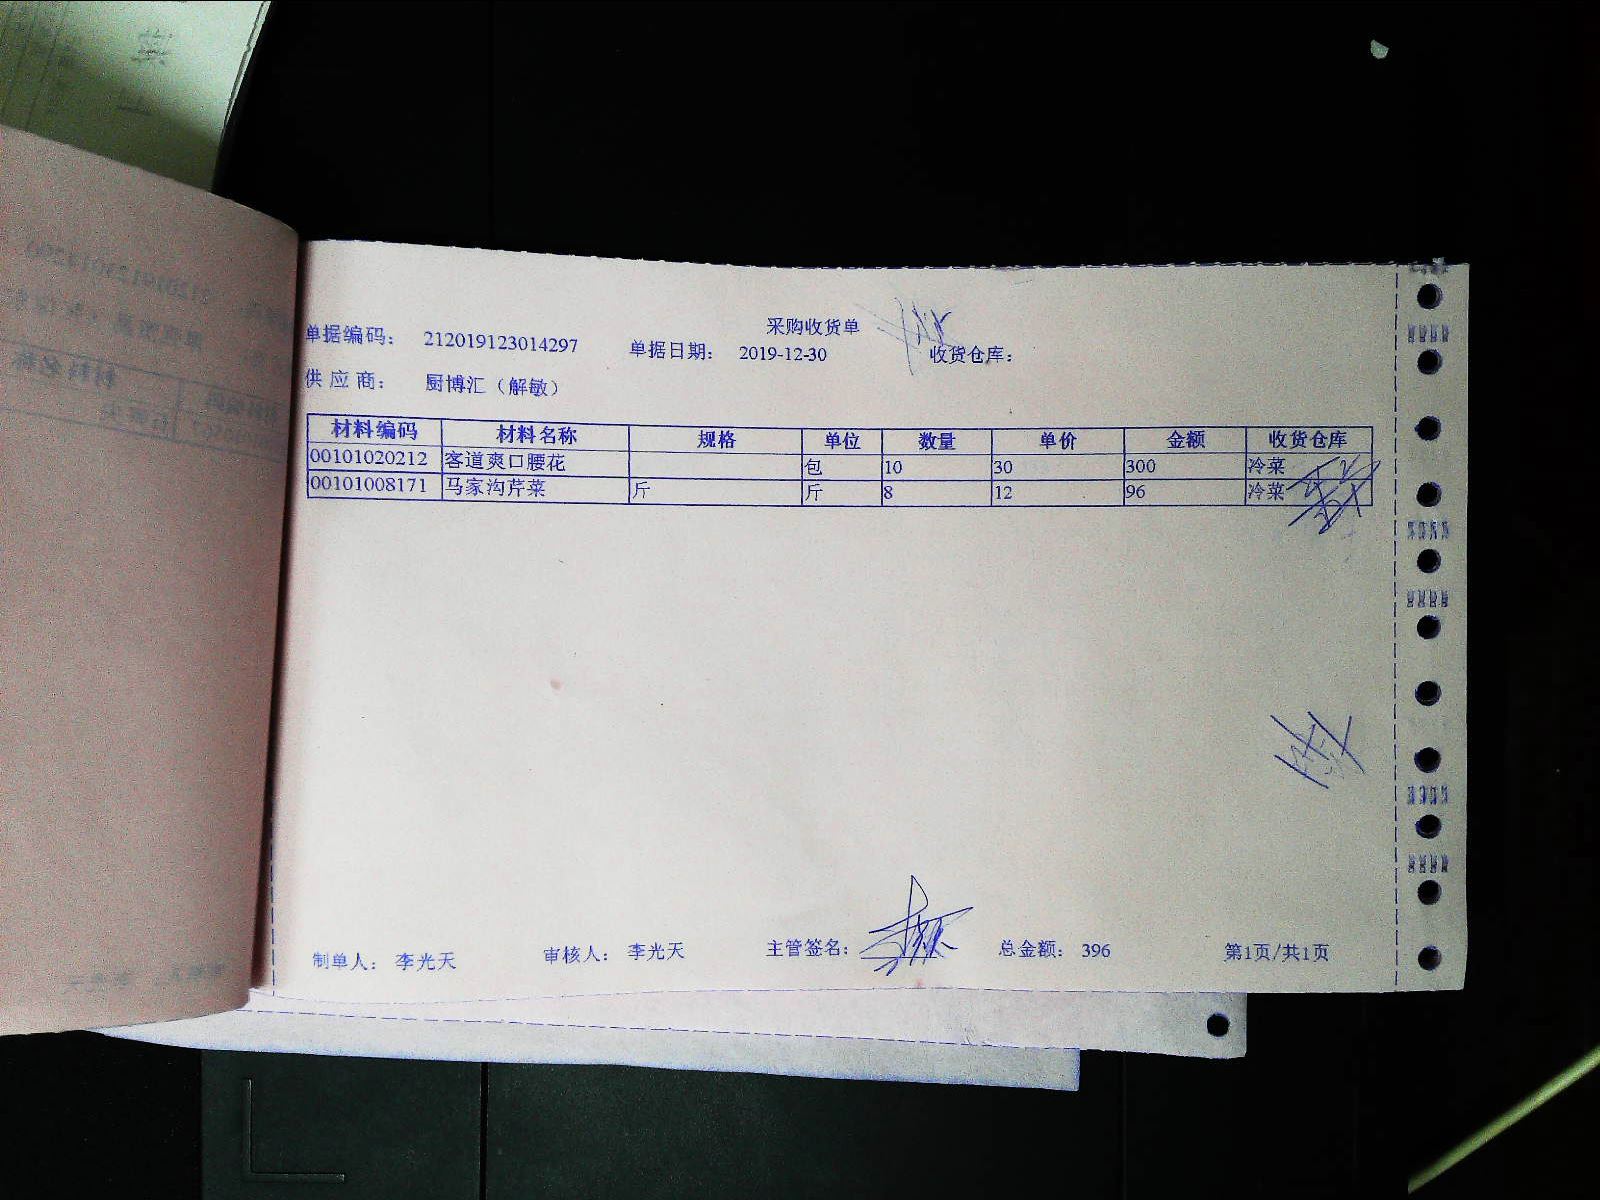 采购收货单
单据编码： 212019123014297 单据日期： 2019-12-30 收货仓库：
供应商： 厨博汇（解敏）
材料编码 材料名称 规格 单位 数量 单价 金额 收货仓库
00101020212 客道爽口腰花 包 10 30 300 冷菜
00101008171 马家沟芹菜 斤 斤 8 12 96 冷菜
制单人： 李光天 审核人： 李光天 主管签名： 总金额： 396 第1页/共1页